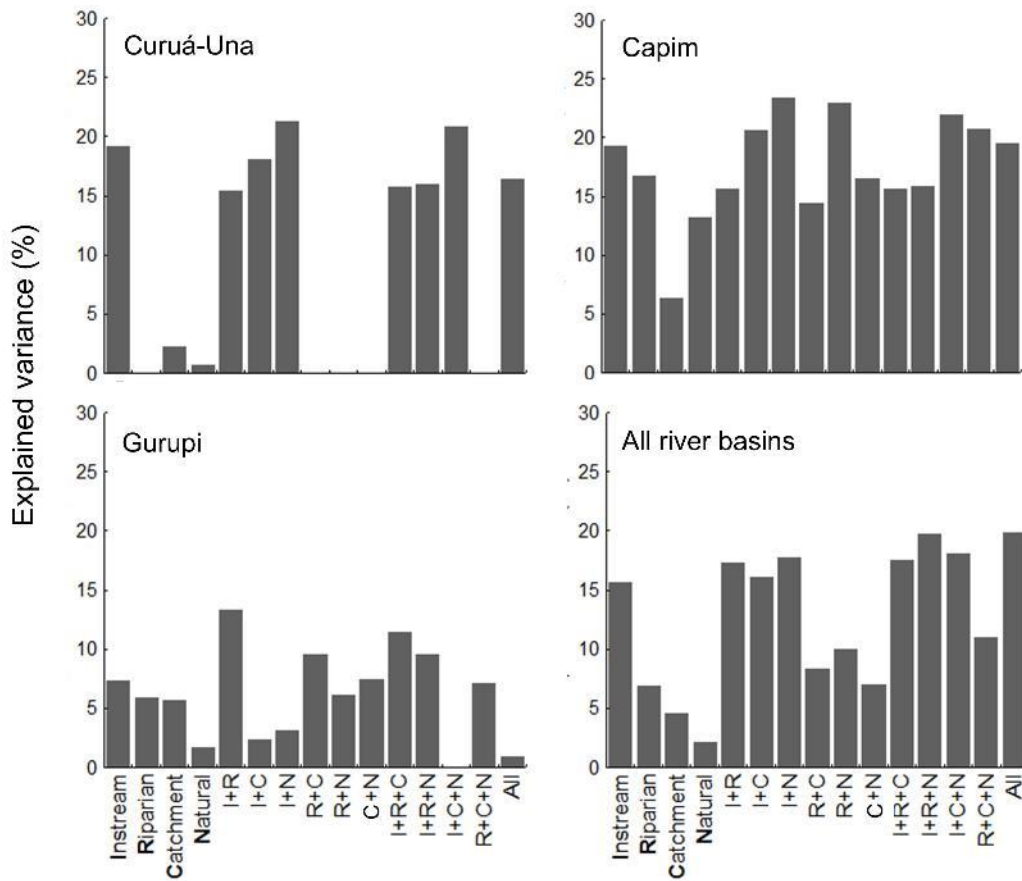 Explained variance (%)
Curuá-Una
30
25
20
15
10
5
0
Capim
30
25
20
15
10
5
0
Gurupi
30
25
20
15
10
5
0
Instream
Riparian
Catchment
Natural
I+R
I+C
I+N
R+C
R+N
C+N
I+R+C
I+R+N
I+C+N
R+C+N
All
All river basins
30
25
20
15
10
5
0
Instream
Riparian
Catchment
Natural
I+R
I+C
I+N
R+C
R+N
C+N
I+R+C
I+R+N
I+C+N
R+C+N
All